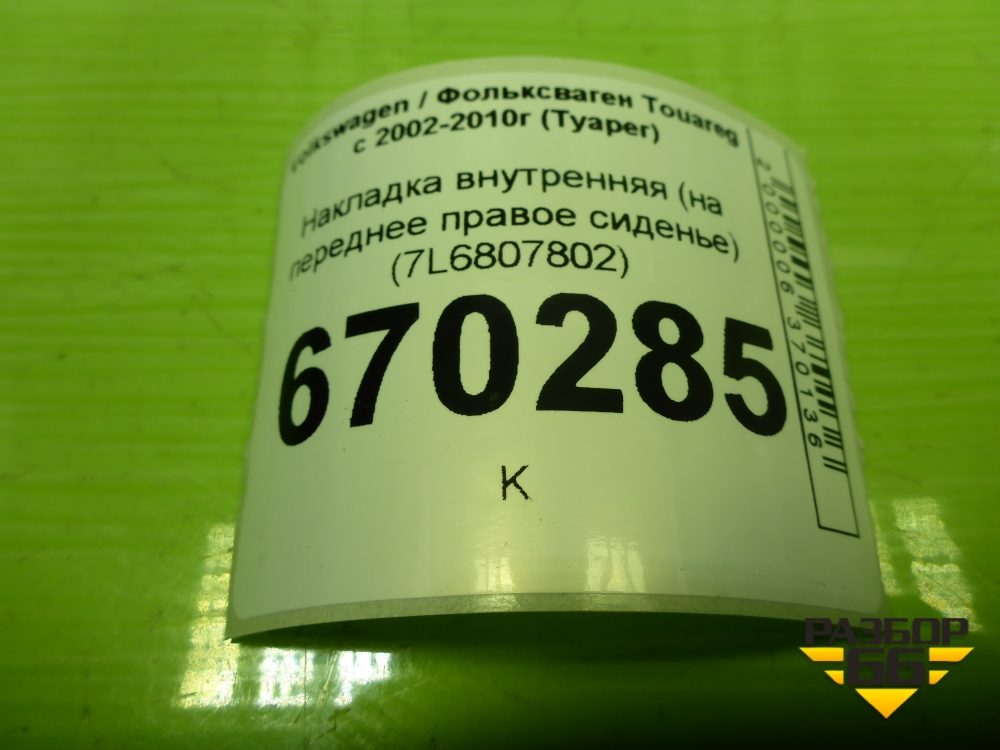 Volkswagen / Фольксваген Touareg
с 2002-2010г (Туарег)
Накладка внутренняя (на
переднее правое сиденье)
(7L6807802)
670285
К
2000006370136
РАЗБОР
66